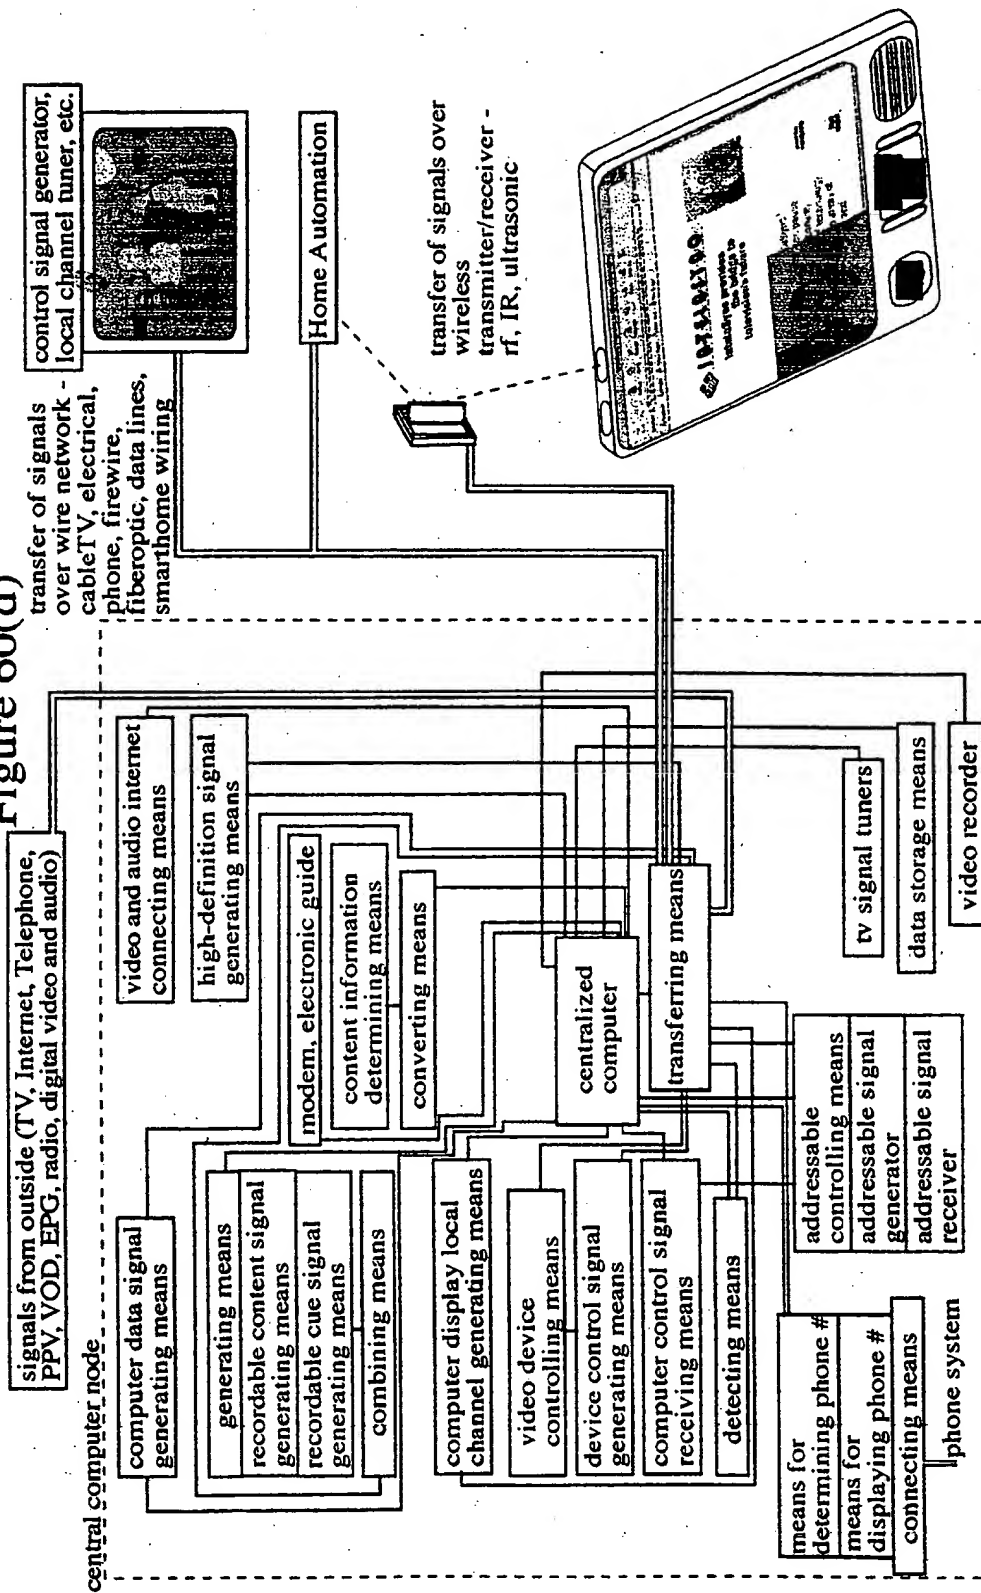 Figure 60(d)
signals from outside (TV, Internet, Telephone,
PPV, VOD, EPG, radio, digital video and audio)
central computer node
computer data signal
generating means
generating means
recordable content signal
generating means
recordable cue signal
generating means
combining means
computer display local
channel generating means
video device
controlling means
device control signal
generating means
computer control signal
receiving means
detecting means
means for
determining phone #
means for
displaying phone #
connecting means
phone system
video and audio internet
connecting means
high-definition signal
generating means
modem, electronic guide
content information
determining means
converting means
centralized
computer
transferring means
addressable
controlling means
addressable signal
generator
addressable signal
receiver
tv signal tuners
data storage means
video recorder
transfer of signals
over wire network -
cableTV, electrical,
phone, firewire,
fiberoptic, data lines,
smarthome wiring
control signal generator,
local channel tuner, etc.
Home Automation
transfer of signals over
wireless
transmitter/receiver -
rf, IR, ultrasonic
provides
the bridge to
television's future